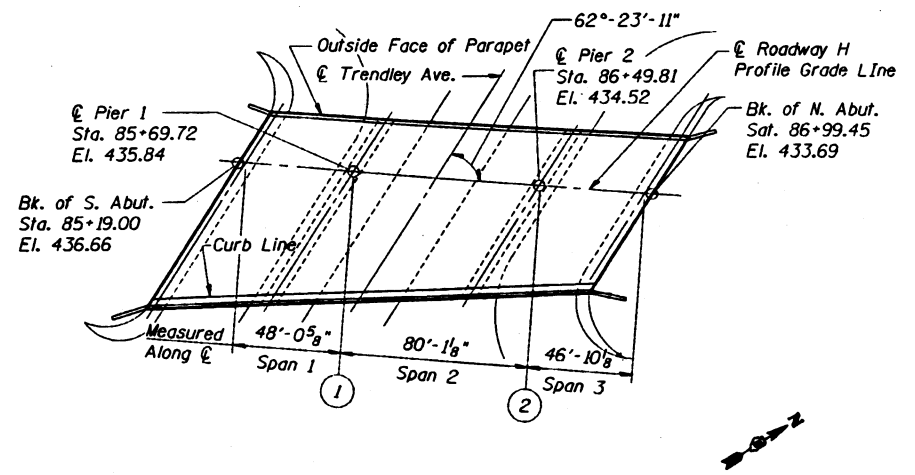 62°-23'-11"
Outside Face of Parapet
℄ Trendley Ave.
℄ Pier 2
Sta. 86+49.81
El. 434.52
℄ Roadway H
Profile Grade LIne
℄ Pier 1
Sta. 85+69.72
El. 435.84
Bk. of N. Abut.
Sat. 86+99.45
El. 433.69
Bk. of S. Abut.
Sta. 85+19.00
El. 436.66
Curb Line
Measured
Along ℄
48'-0⅝"
Span 1
80'-1⅛"
Span 2
46'-10⅛
Span 3
1
2
N